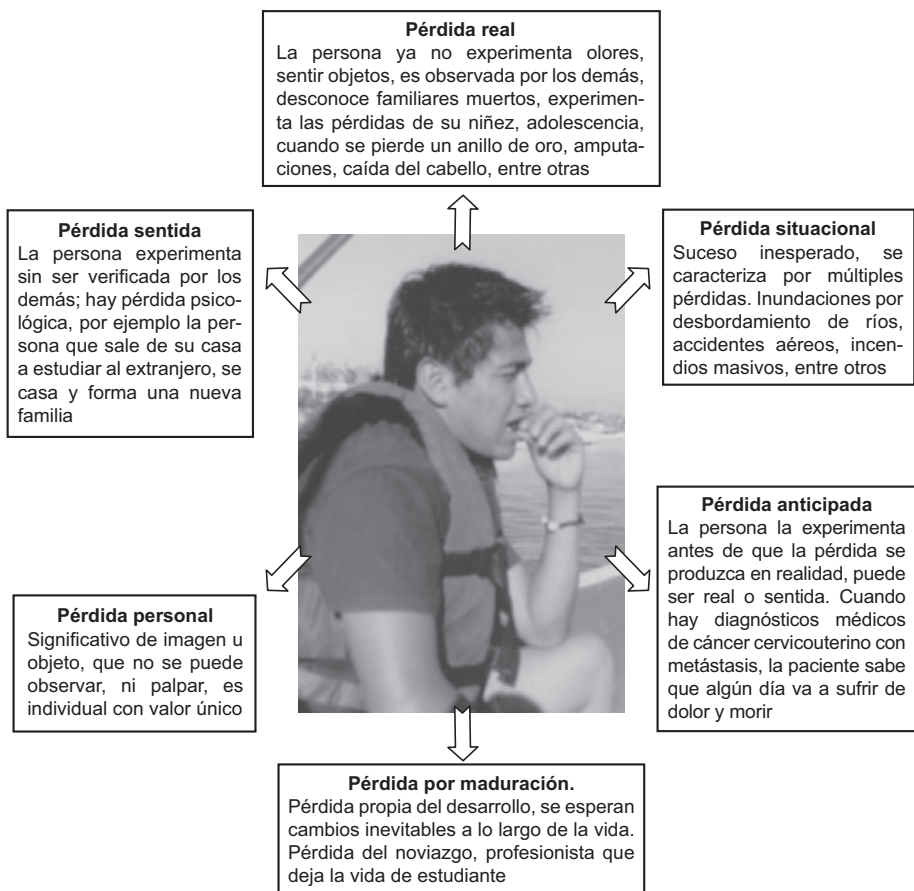 Pérdida real
La persona ya no experimenta olores,
sentir objetos, es observada por los demás,
desconoce familiares muertos, experimen-
ta las pérdidas de su niñez, adolescencia,
cuando se pierde un anillo de oro, amputa-
ciones, caída del cabello, entre otras
Pérdida sentida
La persona experimenta
sin ser verificada por los
demás; hay pérdida psico-
lógica, por ejemplo la per-
sona que sale de su casa
a estudiar al extranjero, se
casa y forma una nueva
familia
Pérdida situacional
Suceso inesperado, se
caracteriza por múltiples
pérdidas. Inundaciones por
desbordamiento de ríos,
accidentes aéreos, incen-
dios masivos, entre otros
Pérdida personal
Significativo de imagen u
objeto, que no se puede
observar, ni palpar, es
individual con valor único
Pérdida anticipada
La persona la experimenta
antes de que la pérdida se
produzca en realidad, puede
ser real o sentida. Cuando
hay diagnósticos médicos
de cáncer cervicouterino con
metástasis, la paciente sabe
que algún día va a sufrir de
dolor y morir
Pérdida por maduración.
Pérdida propia del desarrollo, se esperan
cambios inevitables a lo largo de la vida.
Pérdida del noviazgo, profesionista que
deja la vida de estudiante